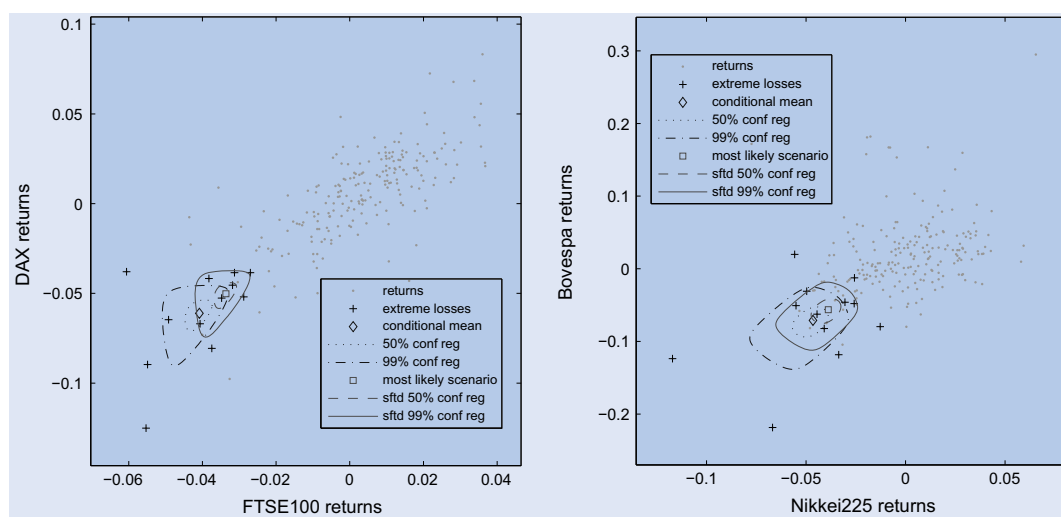 0.1
0.05
0
−0.05
−0.1
DAX returns
returns
extreme losses
conditional mean
50% conf reg
99% conf reg
most likely scenario
sftd 50% conf reg
sftd 99% conf reg
−0.06
−0.04
−0.02
0
0.02
0.04
FTSE100 returns
0.3
0.2
0.1
0
−0.1
−0.2
Bovespa returns
returns
extreme losses
conditional mean
50% conf reg
99% conf reg
most likely scenario
sftd 50% conf reg
sftd 99% conf reg
−0.1
−0.05
0
0.05
Nikkei225 returns